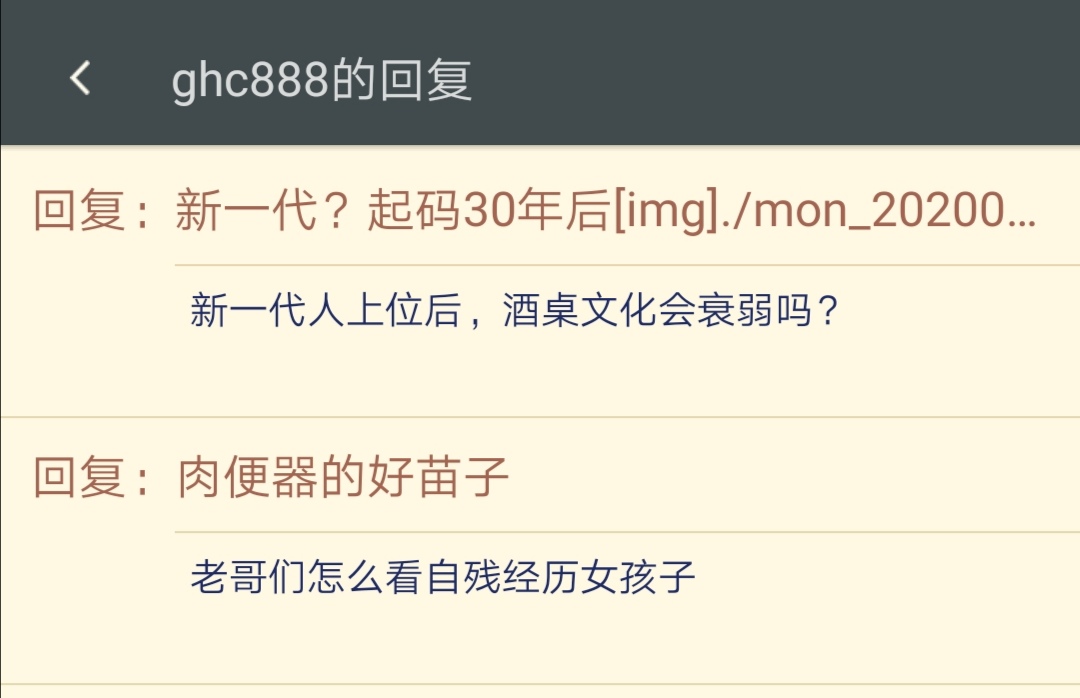 ghc888的回复
回复：新一代？起码30年后[img]./mon_20200...
新一代人上位后，酒桌文化会衰弱吗？
回复：肉便器的好苗子
老哥们怎么看自残经历女孩子